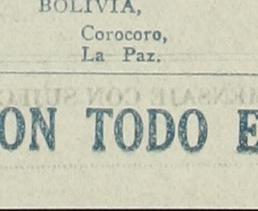 BOLIVIA,
Corocoro,
La Paz.
ON TODO E